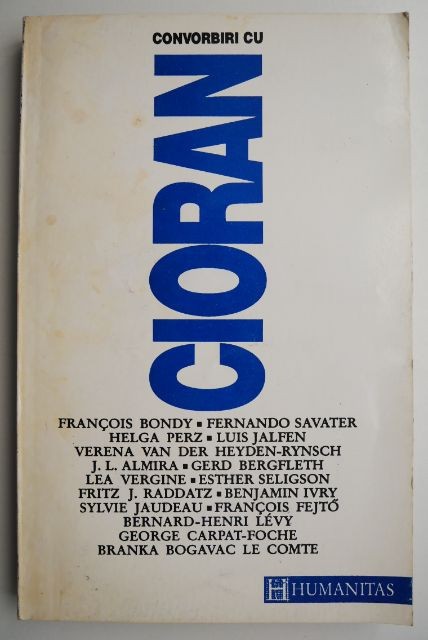 CONVORBIRI CU
CIORAN
FRANÇOIS BONDY ▪ FERNANDO SAVATER
HELGA PERZ ▪ LUIS JALFEN
VERENA VAN DER HEYDEN-RYNSCH
J. L. ALMIRA ▪ GERD BERGFLETH
LEA VERGINE ▪ ESTHER SELIGSON
FRITZ J. RADDATZ ▪ BENJAMIN IVRY
SYLVIE JAUDEAU ▪ FRANÇOIS FEJTŐ
BERNARD-HENRI LÉVY
GEORGE CARPAT-FOCHE
BRANKA BOGAVAC LE COMTE
H HUMANITAS